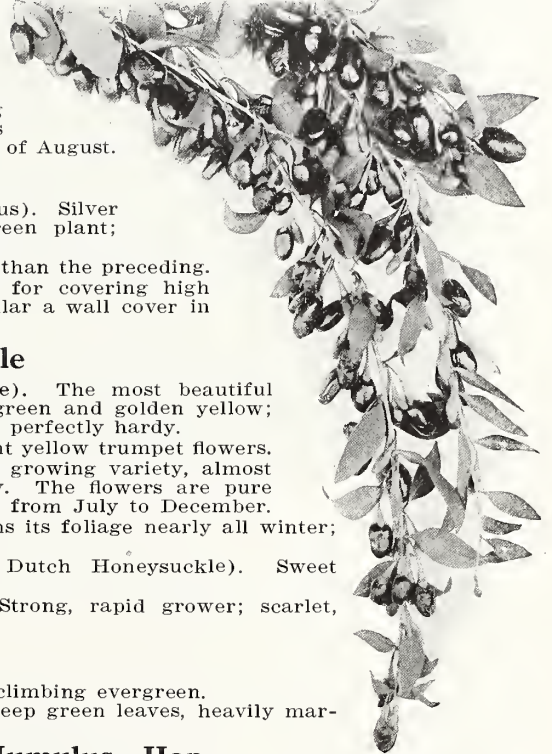 of August.
us). Silver
een plant;
than the preceding.
for covering high
lar a wall cover in
le
e). The most beautiful
green and golden yellow;
perfectly hardy.
nt yellow trumpet flowers.
growing variety, almost
y. The flowers are pure
from July to December.
ns its foliage nearly all winter;
Dutch Honeysuckle). Sweet
Strong, rapid grower; scarlet,
climbing evergreen.
eep green leaves, heavily mar-
Hop